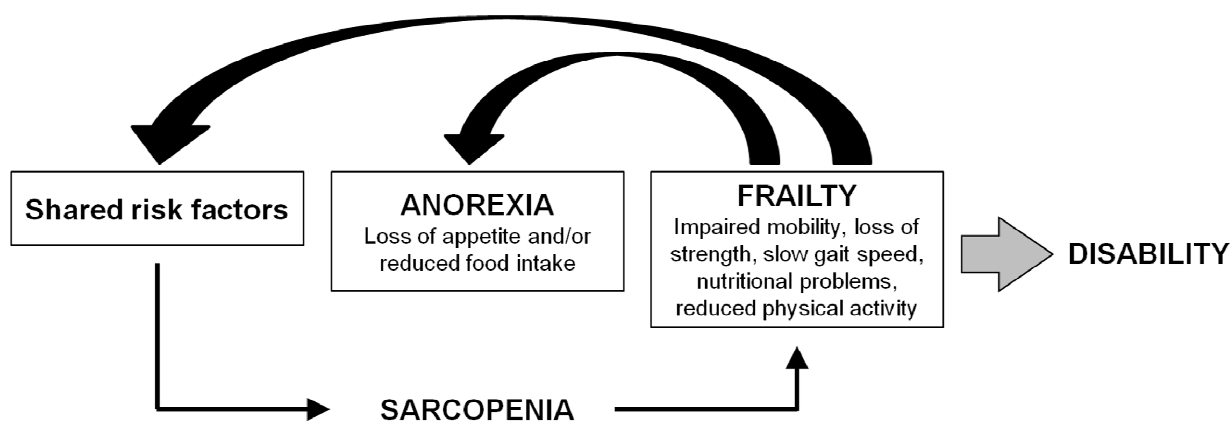 Shared risk factors
ANOREXIA
Loss of appetite and/or
reduced food intake
FRAILTY
Impaired mobility, loss of
strength, slow gait speed,
nutritional problems,
reduced physical activity
DISABILITY
SARCOPENIA